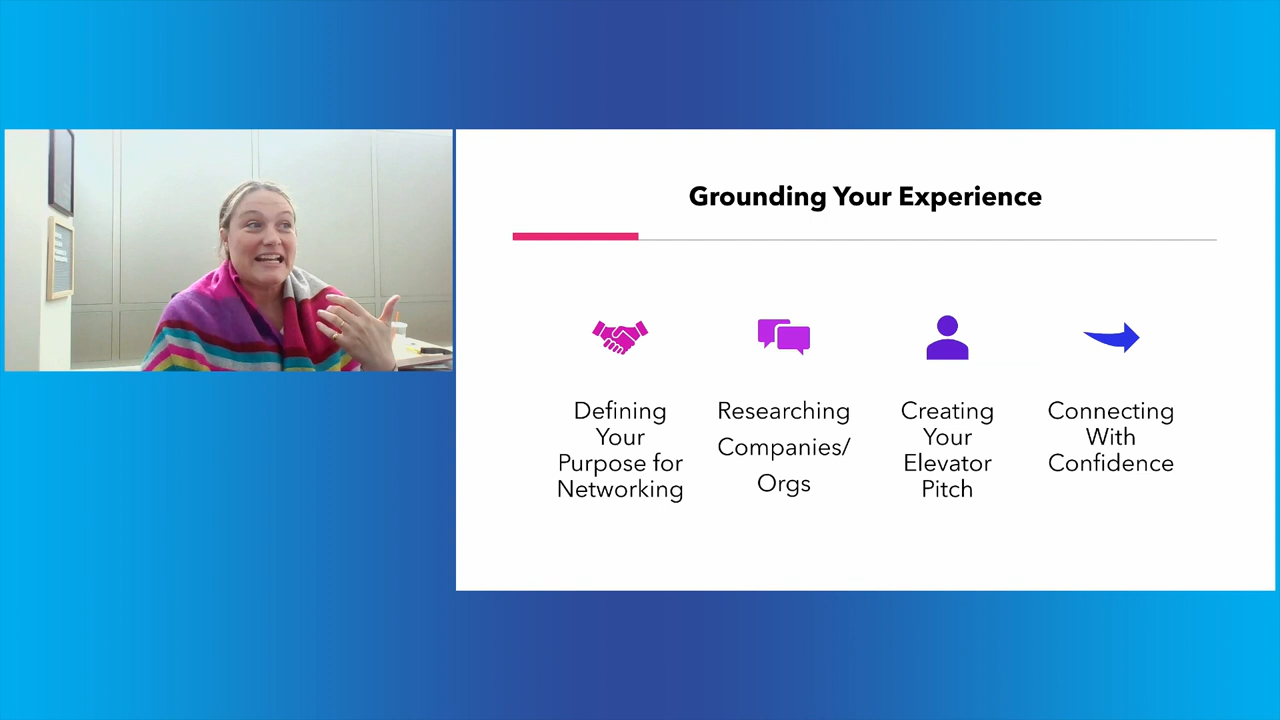 Grounding Your Experience
Defining
Your
Purpose for
Networking
Researching
Companies/
Orgs
Creating
Your
Elevator
Pitch
Connecting
With
Confidence